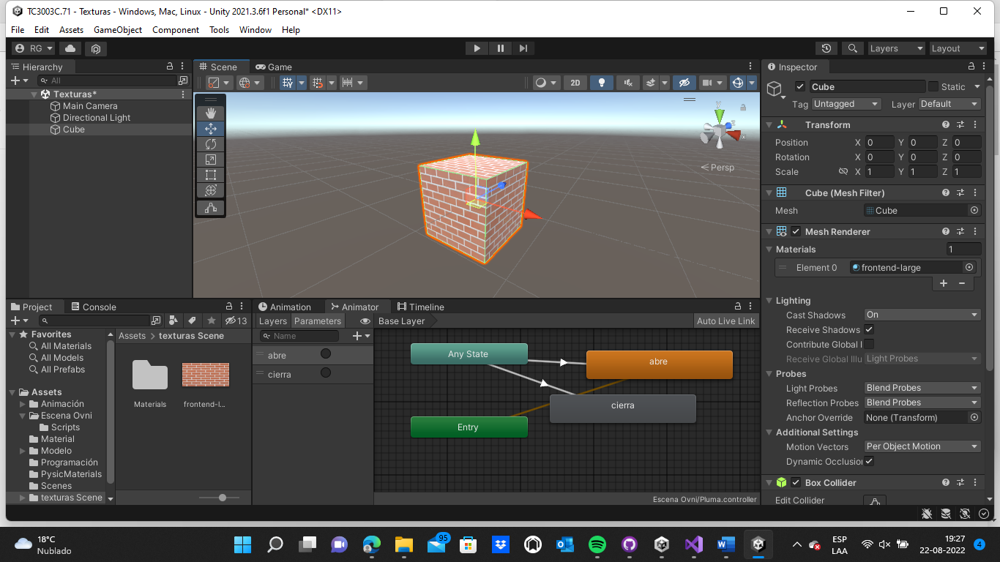 TC3003C.71 - Texturas - Windows, Mac, Linux - Unity 2021.3.6f1 Personal* <DX11>
File Edit Assets GameObject Component Tools Window Help
RG
Layers Layout
Hierarchy
All
Texturas*
Main Camera
Directional Light
Cube
Scene Game
2D
y
x
Persp
Inspector
Cube Static
Tag Untagged Layer Default
Transform
Position X 0 Y 0 Z 0
Rotation X 0 Y 0 Z 0
Scale X 1 Y 1 Z 1
Cube (Mesh Filter)
Mesh Cube
Mesh Renderer
Materials 1
Element 0 frontend-large
Lighting
Cast Shadows On
Receive Shadows
Contribute Global I
Receive Global Illu Light Probes
Probes
Light Probes Blend Probes
Reflection Probes Blend Probes
Anchor Override None (Transform)
Additional Settings
Motion Vectors Per Object Motion
Dynamic Occlusion
Box Collider
Edit Collider
Project Console
13
Favorites
All Materials
All Models
All Prefabs
Assets
Animación
Escena Ovni
Scripts
Material
Modelo
Programación
PysicMaterials
Scenes
texturas Scene
Assets > texturas Scene
Materials frontend-l...
Animation Animator Timeline
Layers Parameters Base Layer Auto Live Link
Name
abre
cierra
Any State
abre
cierra
Entry
Escena Ovni/Pluma.controller
18°C
Nublado
95
ESP
LAA
19:27
22-08-2022
4